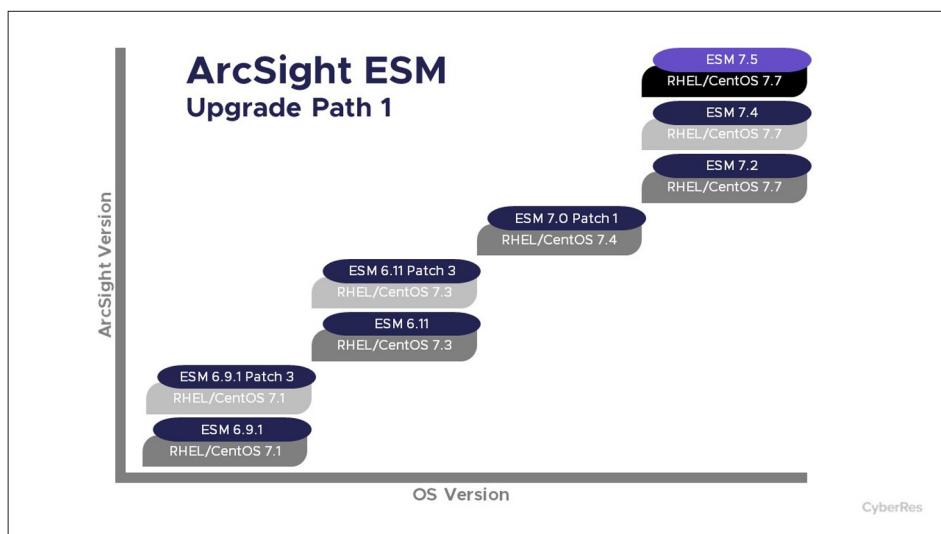 ArcSight ESM
Upgrade Path 1
ESM 7.5
RHEL/CentOS 7.7
ESM 7.4
RHEL/CentOS 7.7
ESM 7.2
RHEL/CentOS 7.7
ESM 7.0 Patch 1
RHEL/CentOS 7.4
ESM 6.11 Patch 3
RHEL/CentOS 7.3
ESM 6.11
RHEL/CentOS 7.3
ESM 6.9.1 Patch 3
RHEL/CentOS 7.1
ESM 6.9.1
RHEL/CentOS 7.1
ArcSight Version
OS Version
CyberRes